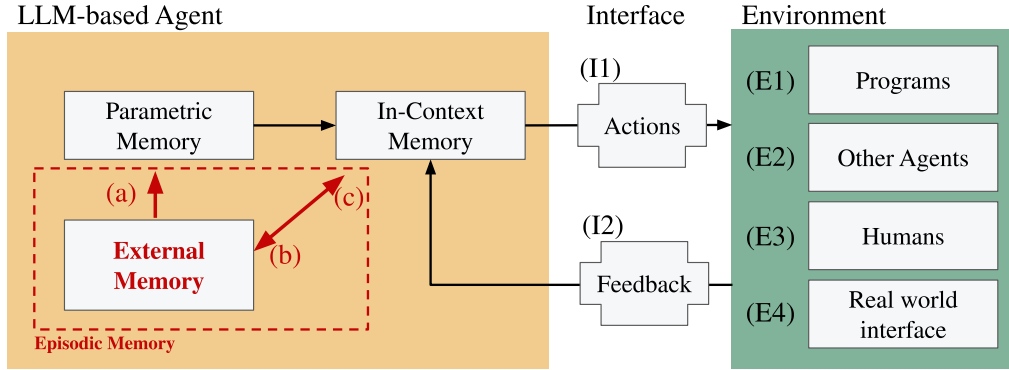 LLM-based Agent
Interface
Environment
Parametric
Memory
In-Context
Memory
(I1)
Actions
(E1)
Programs
(E2)
Other Agents
(a)
(c)
External
Memory
(b)
Episodic Memory
(I2)
Feedback
(E3)
Humans
(E4)
Real world
interface